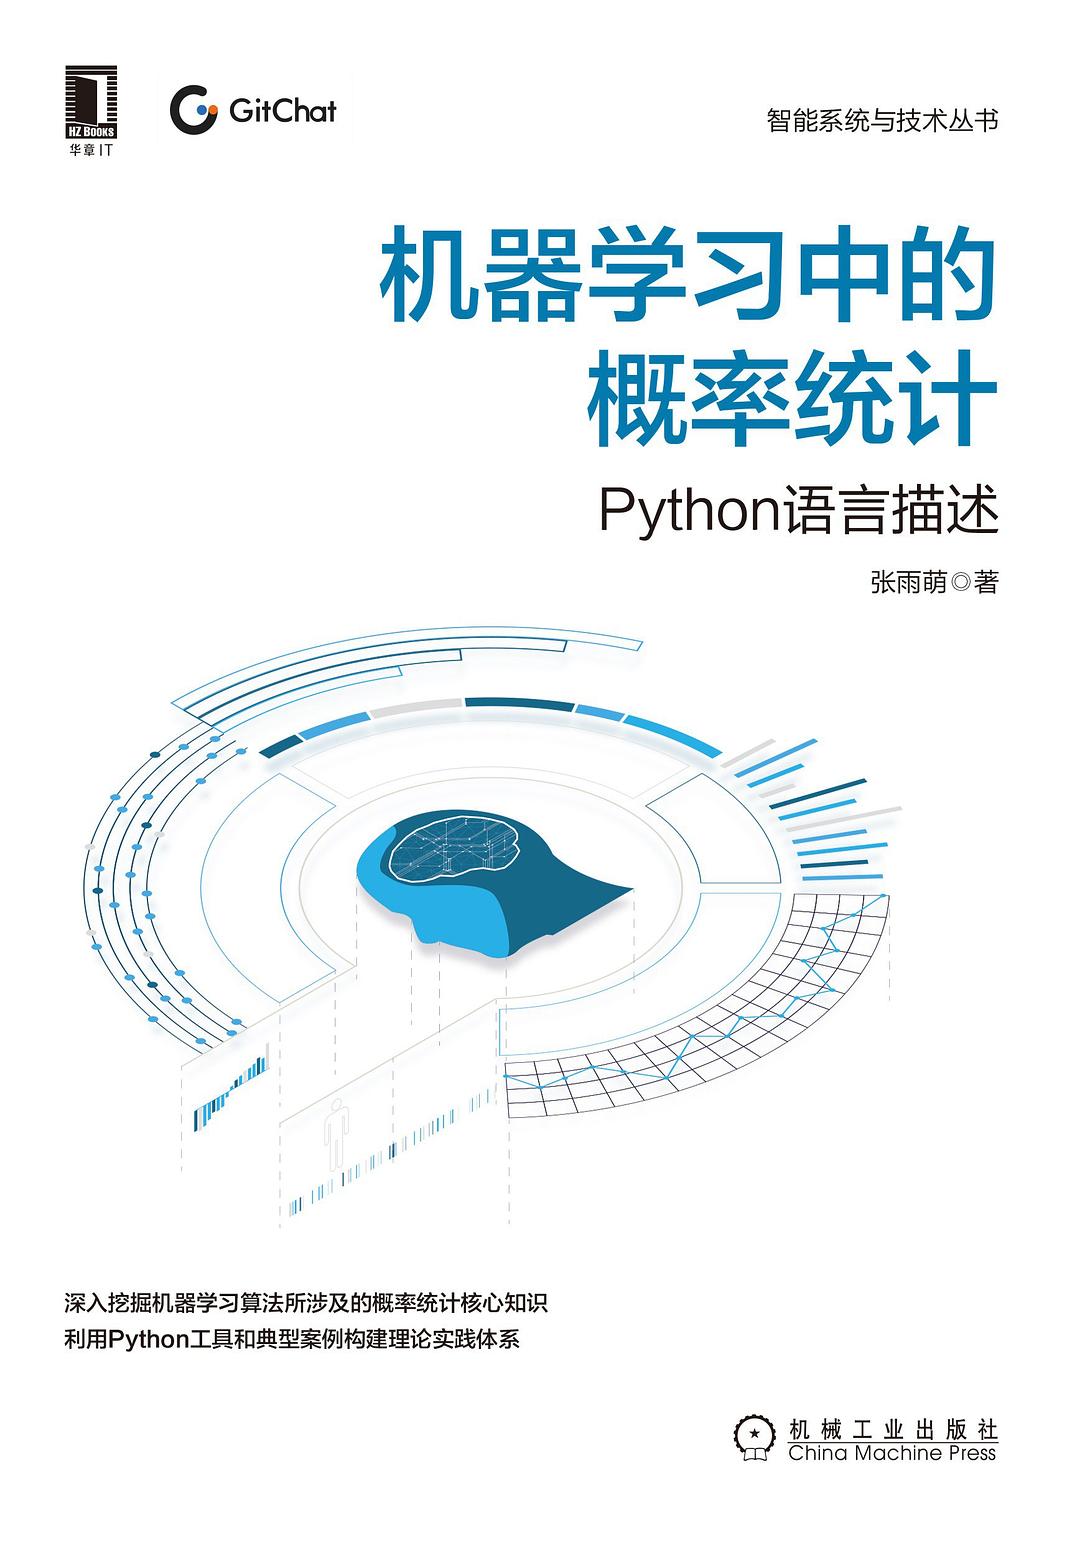 HZ BOOKS
华章IT
GitChat
智能系统与技术丛书
机器学习中的
概率统计
Python语言描述
张雨萌◎著
深入挖掘机器学习算法所涉及的概率统计核心知识
利用Python工具和典型案例构建理论实践体系
机械工业出版社
China Machine Press